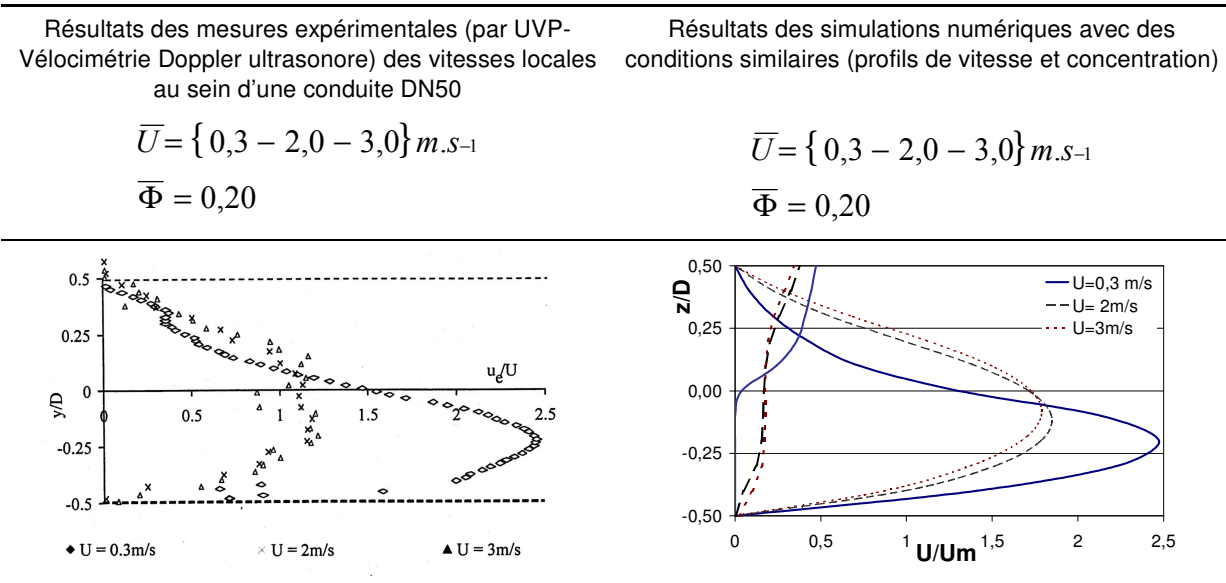 Résultats des mesures expérimentales (par UVP-
Vélocimétrie Doppler ultrasonore) des vitesses locales
au sein d'une conduite DN50
U̅ = { 0,3 − 2,0 − 3,0} m.s−1
Φ̅ = 0,20
Résultats des simulations numériques avec des
conditions similaires (profils de vitesse et concentration)
U̅ = { 0,3 − 2,0 − 3,0} m.s−1
Φ̅ = 0,20
0.5
0.25
0
-0.25
-0.5
y/D
0
0.5
1
1.5
2
2.5
u_e/U
◆ U = 0.3m/s
× U = 2m/s
▲ U = 3m/s
0,50
0,25
0,00
-0,25
-0,50
z/D
U=0,3 m/s
U= 2m/s
U=3m/s
0
0,5
1
1,5
2
2,5
U/Um